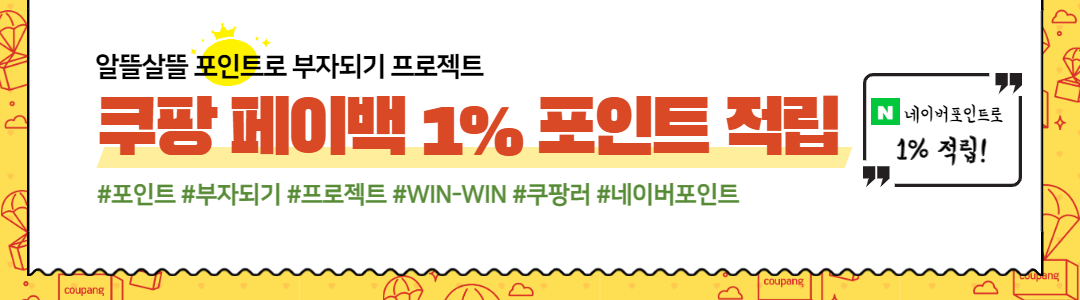 알뜰살뜰 포인트로 부자되기 프로젝트
쿠팡 페이백 1% 포인트 적립
#포인트 #부자되기 #프로젝트 #WIN-WIN #쿠팡러 #네이버포인트
N 네이버포인트로
1% 적립!
coupang
coupang
coupang